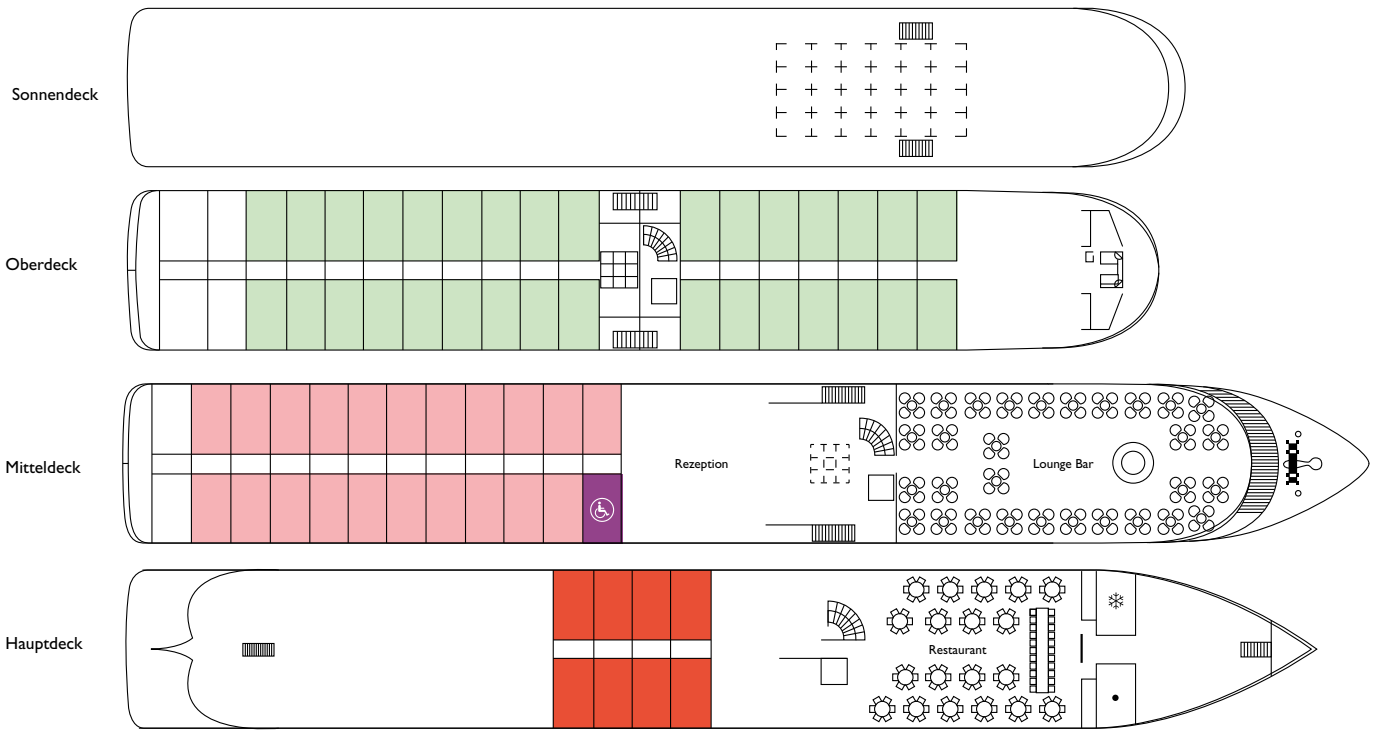 Sonnendeck
Oberdeck
Mitteldeck
Rezeption
Lounge Bar
Hauptdeck
Restaurant